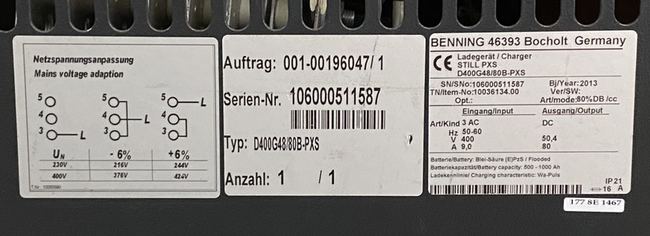 Netzspannungsanpassung
Mains voltage adaption
5
4
3 L
5 L
4
3
5
4 L
3
UN - 6% +6%
230V 216V 244V
400V 376V 424V
Auftrag: 001-00196047/ 1
Serien-Nr. 106000511587
Typ: D400G48/80B-PXS
Anzahl: 1 / 1
BENNING 46393 Bocholt Germany
CE Ladegerät / Charger
STILL PXS
D400G48/80B-PXS
SN/SNo: 106000511587 Bj/Year: 2013
TN/Item-No: 10036134.00 Ver/SW:
Opt.: Art/mode: 80%DB /cc
Eingang/Input Ausgang/Output
Art/Kind 3 AC DC
Hz 50-60
V 400 50,4
A 9,0 80
Batterie/Battery: Blei-Säure (E)PzS / Flooded
Batteriekapazität/Battery capacity: 500 - 1000 Ah
Ladekennlinie/ Charging characteristic: Wa-Puls
IP 21
16 A
177 8E 1467